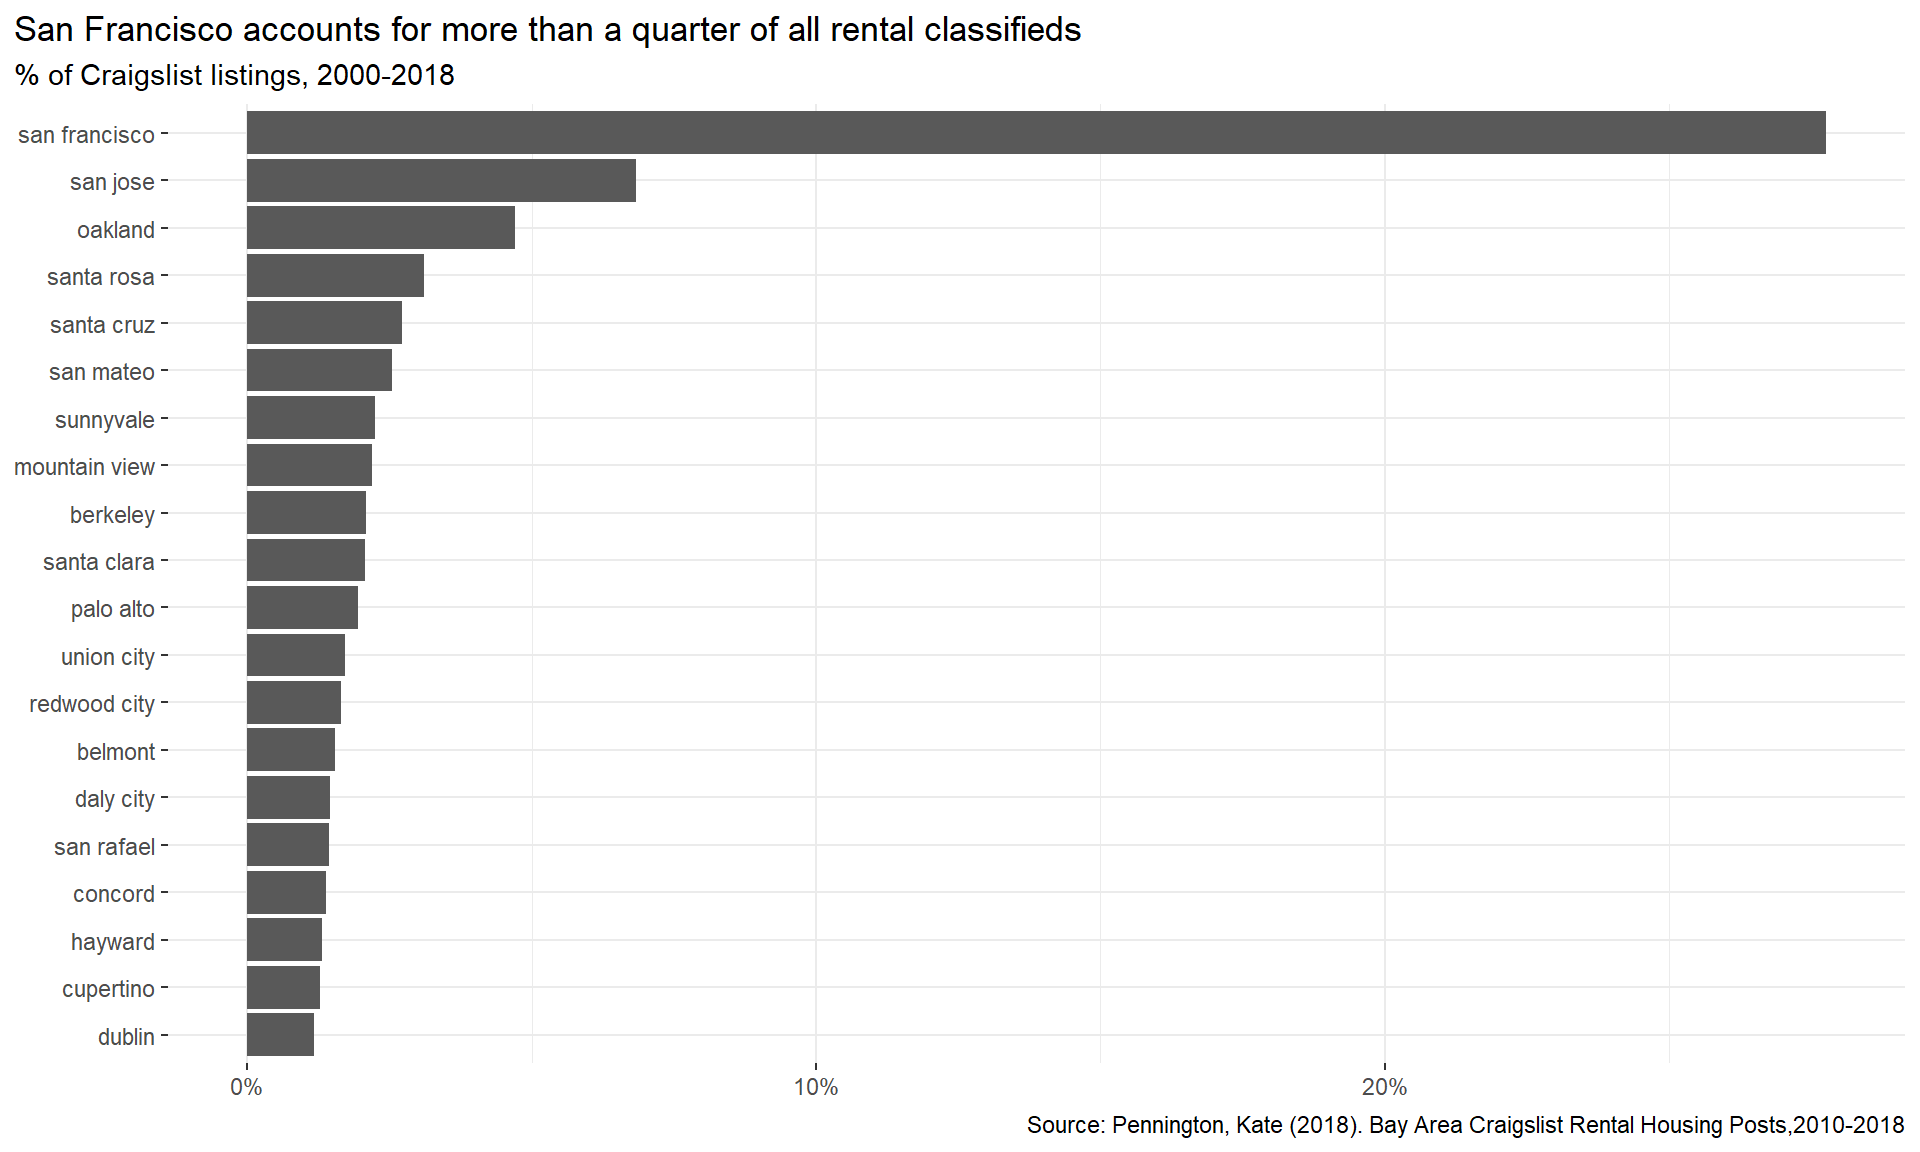 San Francisco accounts for more than a quarter of all rental classifieds
% of Craigslist listings, 2000-2018
san francisco
san jose
oakland
santa rosa
santa cruz
san mateo
sunnyvale
mountain view
berkeley
santa clara
palo alto
union city
redwood city
belmont
daly city
san rafael
concord
hayward
cupertino
dublin
0% 10% 20%
Source: Pennington, Kate (2018). Bay Area Craigslist Rental Housing Posts,2010-2018